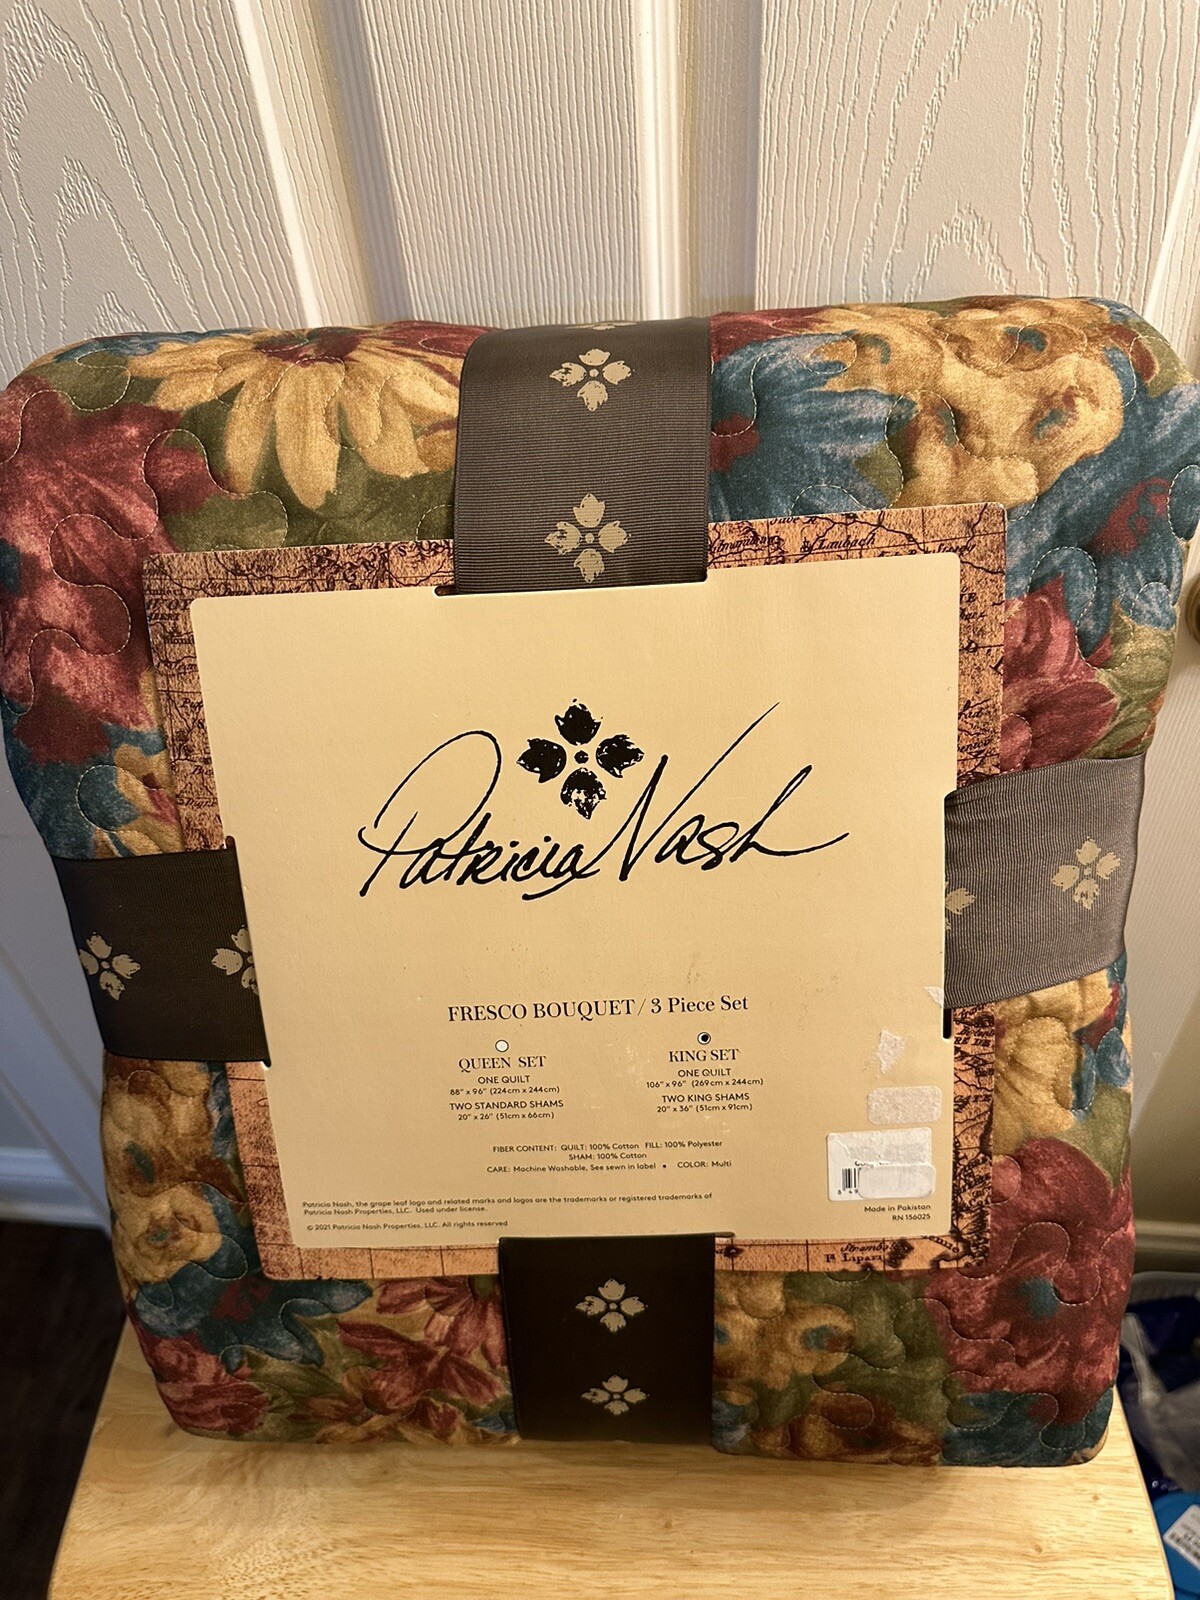 Laubach
Patricia Nash
FRESCO BOUQUET / 3 Piece Set
QUEEN SET
ONE QUILT
88" x 96" (224cm x 244cm)
TWO STANDARD SHAMS
20" x 26" (51cm x 66cm)
KING SET
ONE QUILT
106" x 96" (269cm x 244cm)
TWO KING SHAMS
20" x 36" (51cm x 91cm)
FIBER CONTENT: QUILT: 100% Cotton FILL: 100% Polyester
SHAM: 100% Cotton
CARE: Machine Washable, See sewn in label • COLOR: Multi
Patricia Nash, the grape leaf logo and related marks and logos are the trademarks or registered trademarks of
Patricia Nash Properties, LLC. Used under license.
© 2021 Patricia Nash Properties, LLC. All rights reserved
Made in Pakistan
RN 156025
Lipari